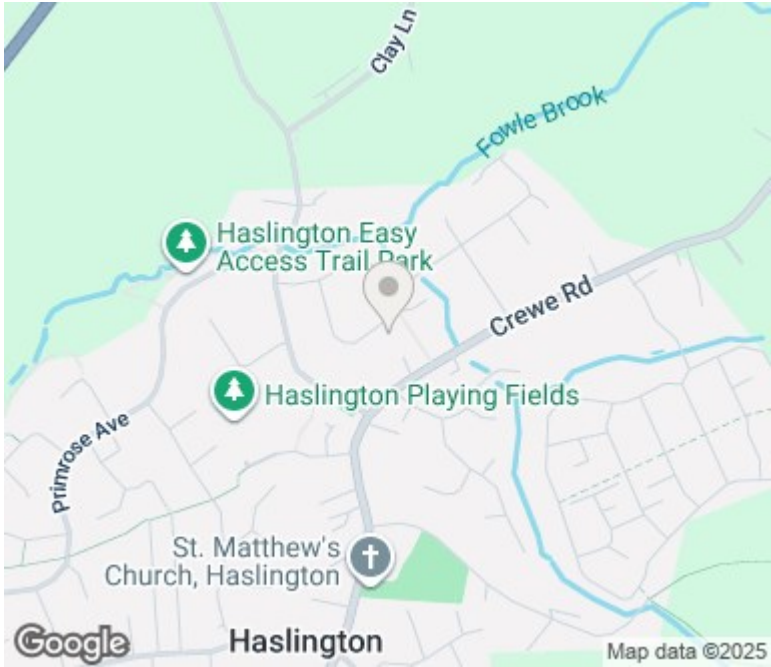 Clay Ln
Fowle Brook
Haslington Easy
Access Trail Park
Crewe Rd
Haslington Playing Fields
Primrose Ave
St. Matthew's
Church, Haslington
Haslington
Google
Map data ©2025